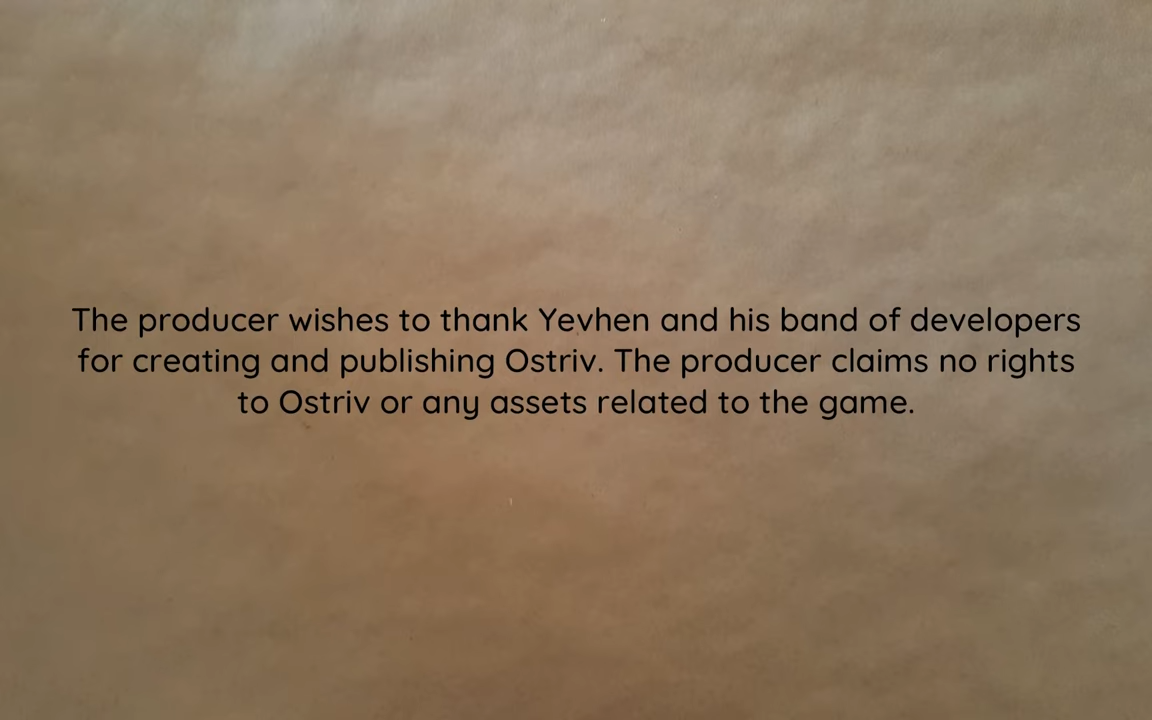 The producer wishes to thank Yevhen and his band of developers
for creating and publishing Ostriv. The producer claims no rights
to Ostriv or any assets related to the game.